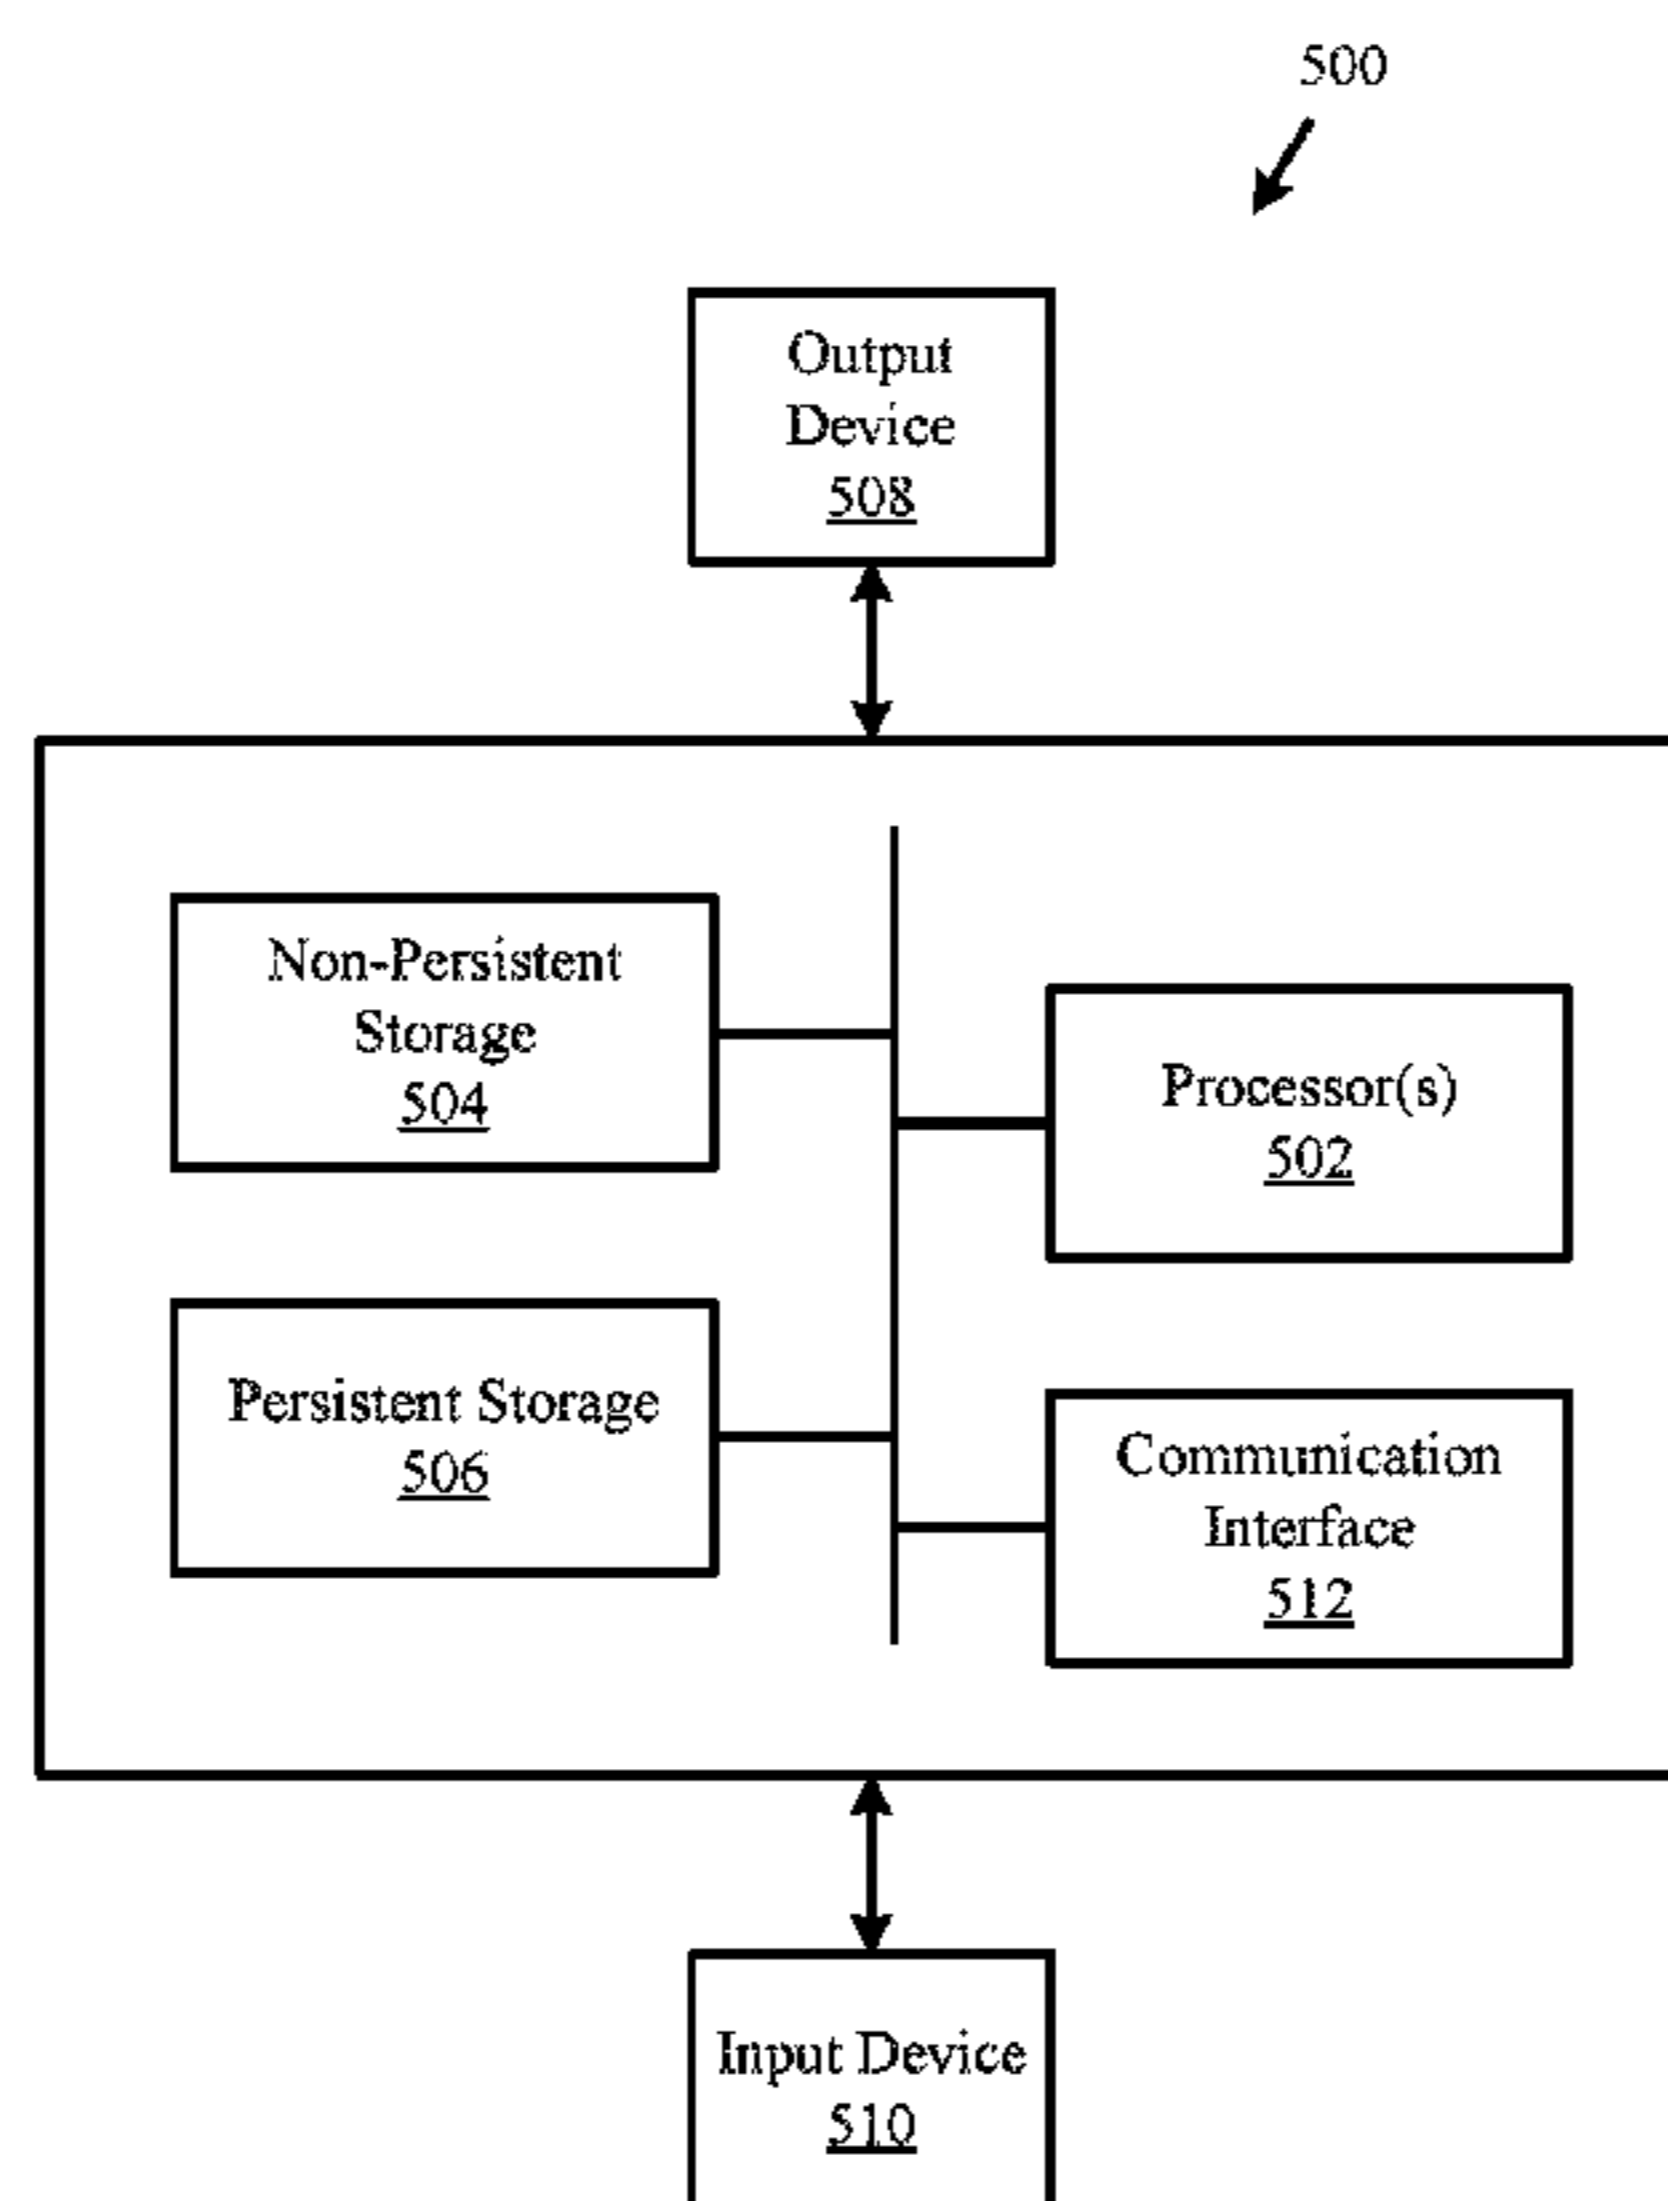 500
Output
Device
508
Non-Persistent
Storage
504
Processor(s)
502
Persistent Storage
506
Communication
Interface
512
Input Device
510